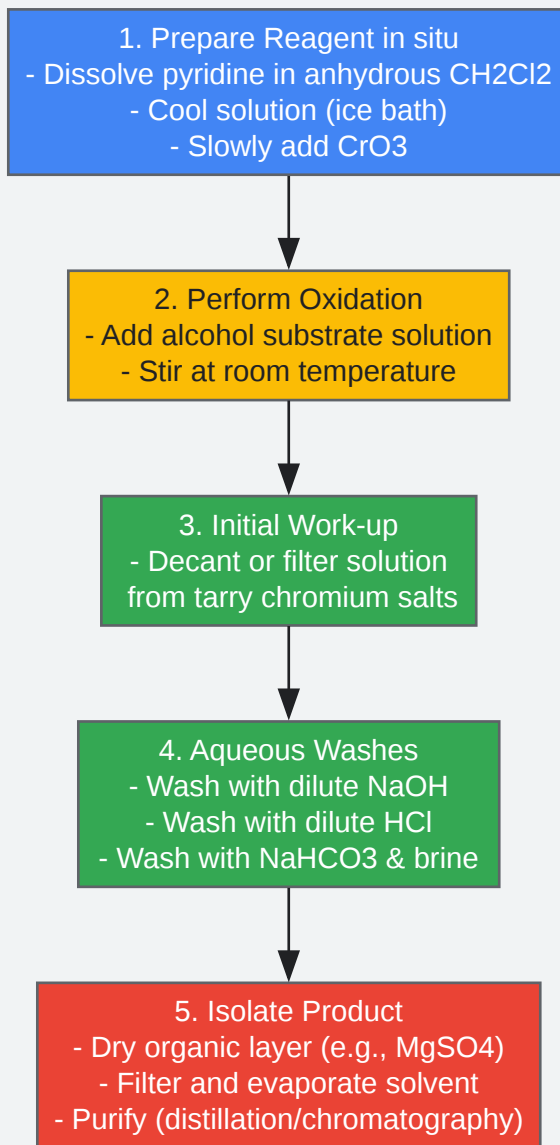 1. Prepare Reagent in situ
- Dissolve pyridine in anhydrous CH2Cl2
- Cool solution (ice bath)
- Slowly add CrO3
2. Perform Oxidation
- Add alcohol substrate solution
- Stir at room temperature
3. Initial Work-up
- Decant or filter solution
from tarry chromium salts
4. Aqueous Washes
- Wash with dilute NaOH
- Wash with dilute HCl
- Wash with NaHCO3 & brine
5. Isolate Product
- Dry organic layer (e.g., MgSO4)
- Filter and evaporate solvent
- Purify (distillation/chromatography)